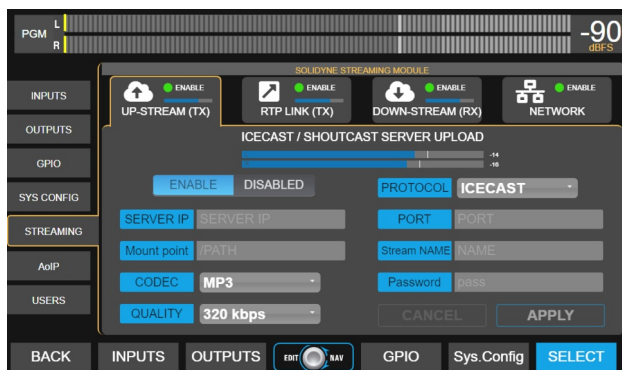 L
PGM
R
-90
dBFS
SOLIDYNE STREAMING MODULE
ENABLE
UP-STREAM (TX)
ENABLE
RTP LINK (TX)
ENABLE
DOWN-STREAM (RX)
ENABLE
NETWORK
INPUTS
OUTPUTS
GPIO
SYS CONFIG
STREAMING
AoIP
USERS
ICECAST / SHOUTCAST SERVER UPLOAD
-14
-16
ENABLE DISABLED
PROTOCOL ICECAST
SERVER IP SERVER IP
PORT PORT
Mount point /PATH
Stream NAME NAME
CODEC MP3
Password pass
QUALITY 320 kbps
CANCEL APPLY
BACK INPUTS OUTPUTS EDIT NAV GPIO Sys.Config SELECT